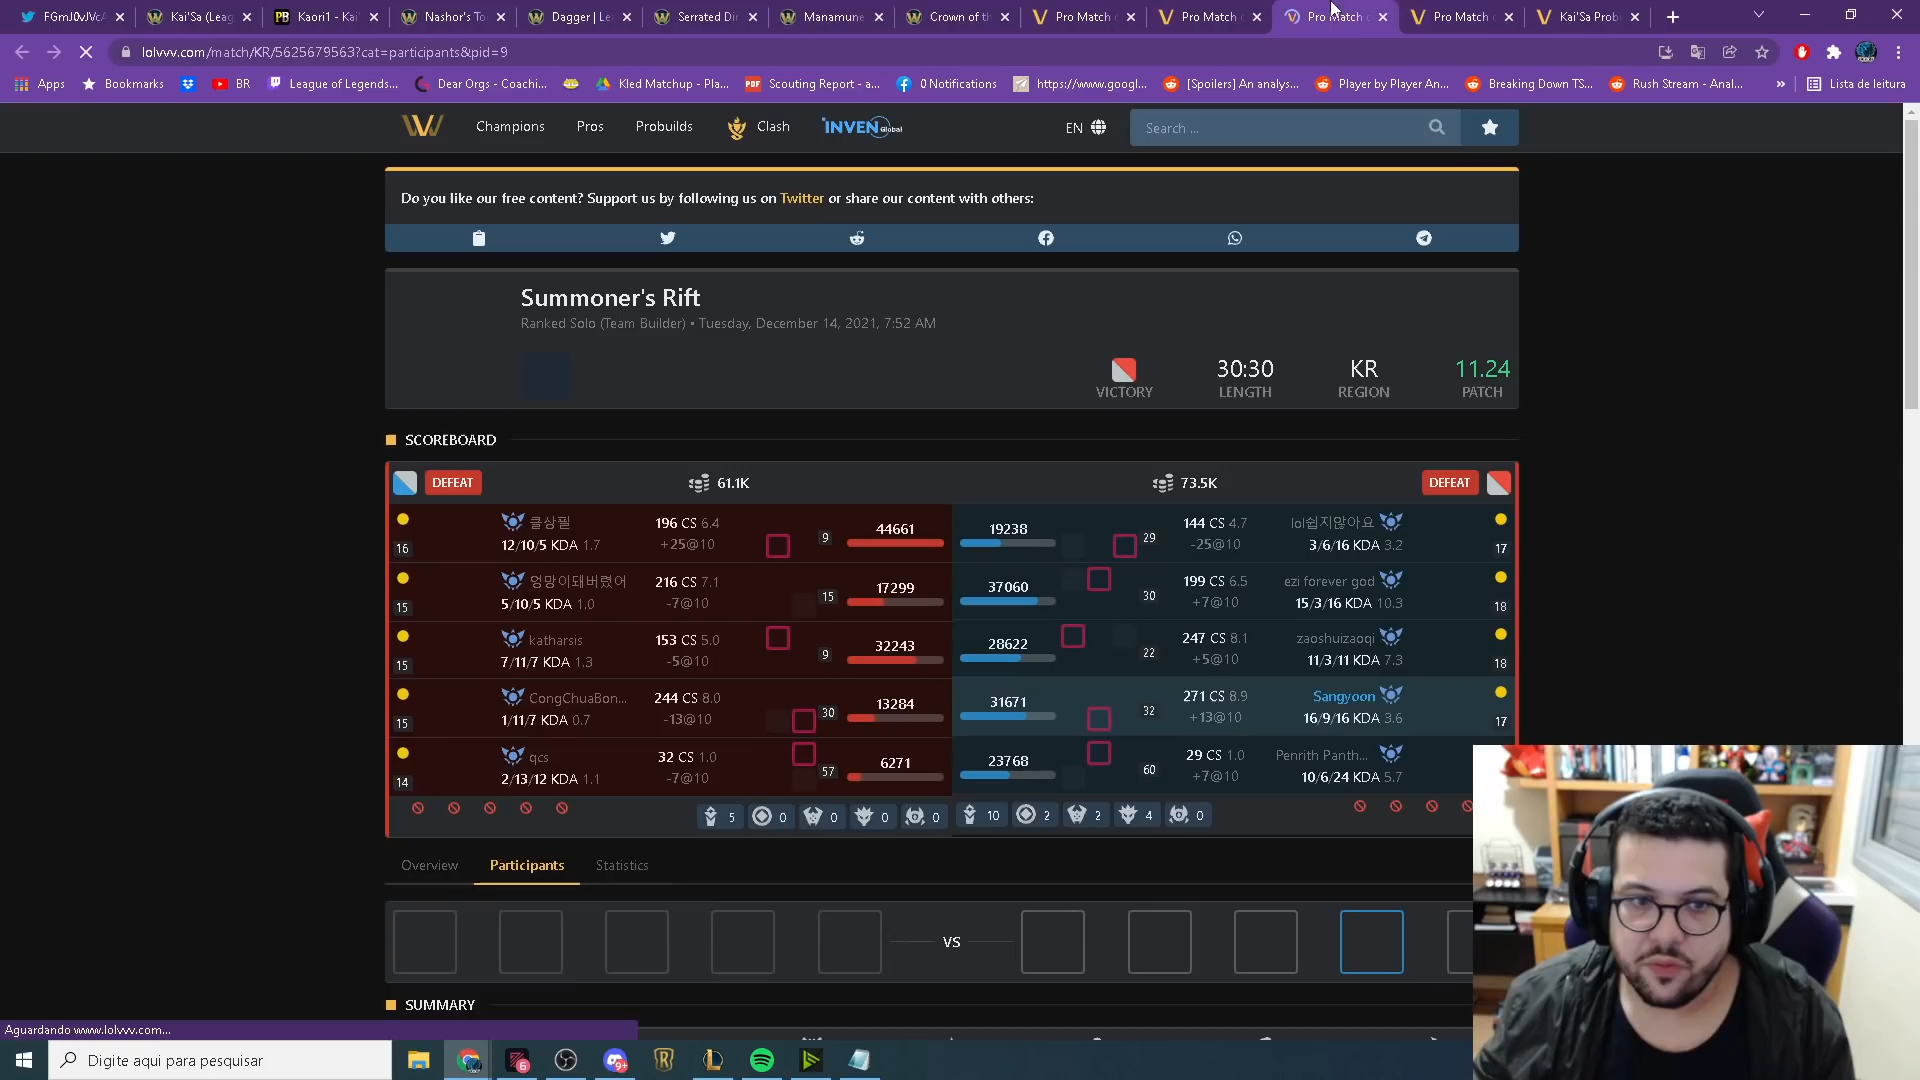 FGmJ0vJVcA
Kai'Sa (Leag
Kaori1 - Kai
Nashor's To
Dagger | Le
Serrated Dir
Manamune
Crown of th
Pro Match
Pro Match
Pro Match
Pro Match
Kai'Sa Prob
lolvvv.com/match/KR/5625679563?cat=participants&pid=9
Apps
Bookmarks
BR
League of Legends...
Dear Orgs - Coachi...
Kled Matchup - Pla...
PDF
Scouting Report - a...
0 Notifications
https://www.googl...
[Spoilers] An analys...
Player by Player An...
Breaking Down TS...
Rush Stream - Anal...
»
Lista de leitura
Champions
Pros
Probuilds
Clash
INVEN Global
EN
Search ...
Do you like our free content? Support us by following us on Twitter or share our content with others:
Summoner's Rift
Ranked Solo (Team Builder) • Tuesday, December 14, 2021, 7:52 AM
VICTORY
30:30
LENGTH
KR
REGION
11.24
PATCH
SCOREBOARD
DEFEAT
61.1K
73.5K
DEFEAT
16
클상필
12/10/5 KDA 1.7
196 CS 6.4
+25@10
9
44661
19238
29
144 CS 4.7
-25@10
lol쉽지않아요
3/6/16 KDA 3.2
17
15
엉망이돼버렸어
5/10/5 KDA 1.0
216 CS 7.1
-7@10
15
17299
37060
30
199 CS 6.5
+7@10
ezi forever god
15/3/16 KDA 10.3
18
15
katharsis
7/11/7 KDA 1.3
153 CS 5.0
-5@10
9
32243
28622
22
247 CS 8.1
+5@10
zaoshuizaoqi
11/3/11 KDA 7.3
18
15
CongChuaBon...
1/11/7 KDA 0.7
244 CS 8.0
-13@10
30
13284
31671
32
271 CS 8.9
+13@10
Sangyoon
16/9/16 KDA 3.6
17
14
qcs
2/13/12 KDA 1.1
32 CS 1.0
-7@10
57
6271
23768
60
29 CS 1.0
+7@10
Penrith Panth...
10/6/24 KDA 5.7
5
0
0
0
0
10
2
2
4
0
Overview
Participants
Statistics
VS
SUMMARY
Aguardando www.lolvvv.com...
Digite aqui para pesquisar
6
9+